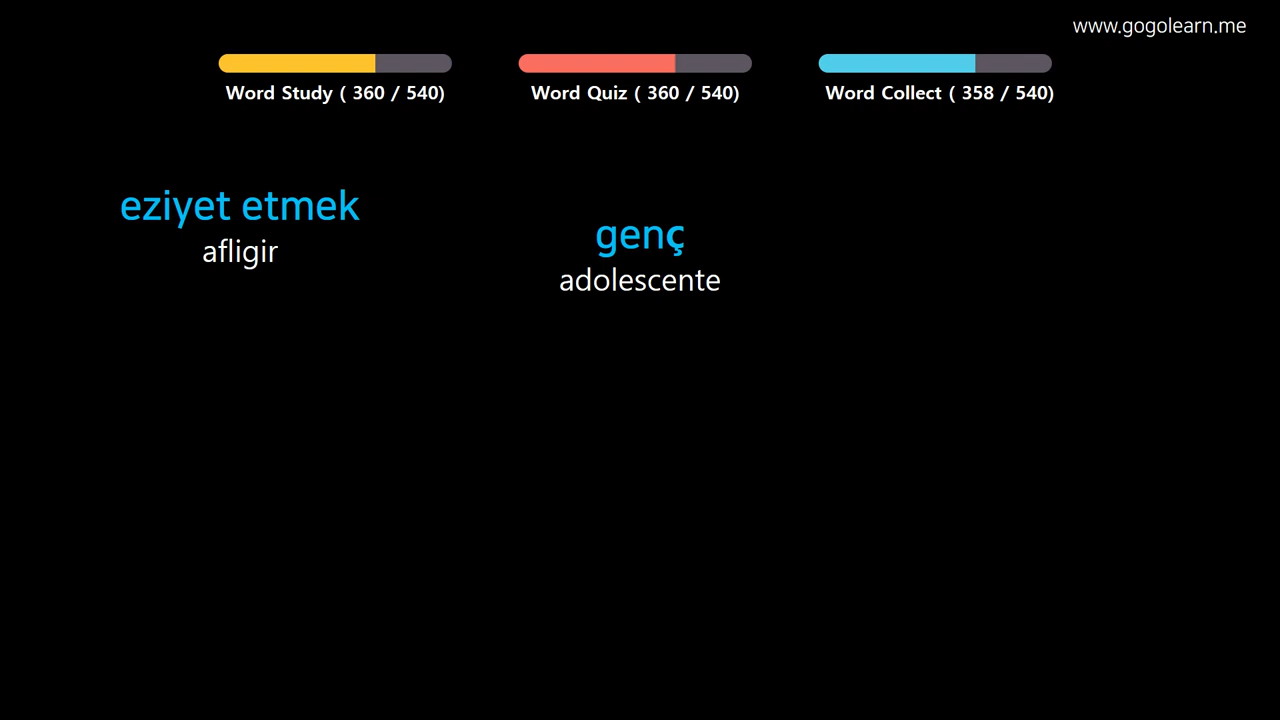 www.gogolearn.me
Word Study ( 360 / 540)
Word Quiz ( 360 / 540)
Word Collect ( 358 / 540)
eziyet etmek
afligir
genç
adolescente